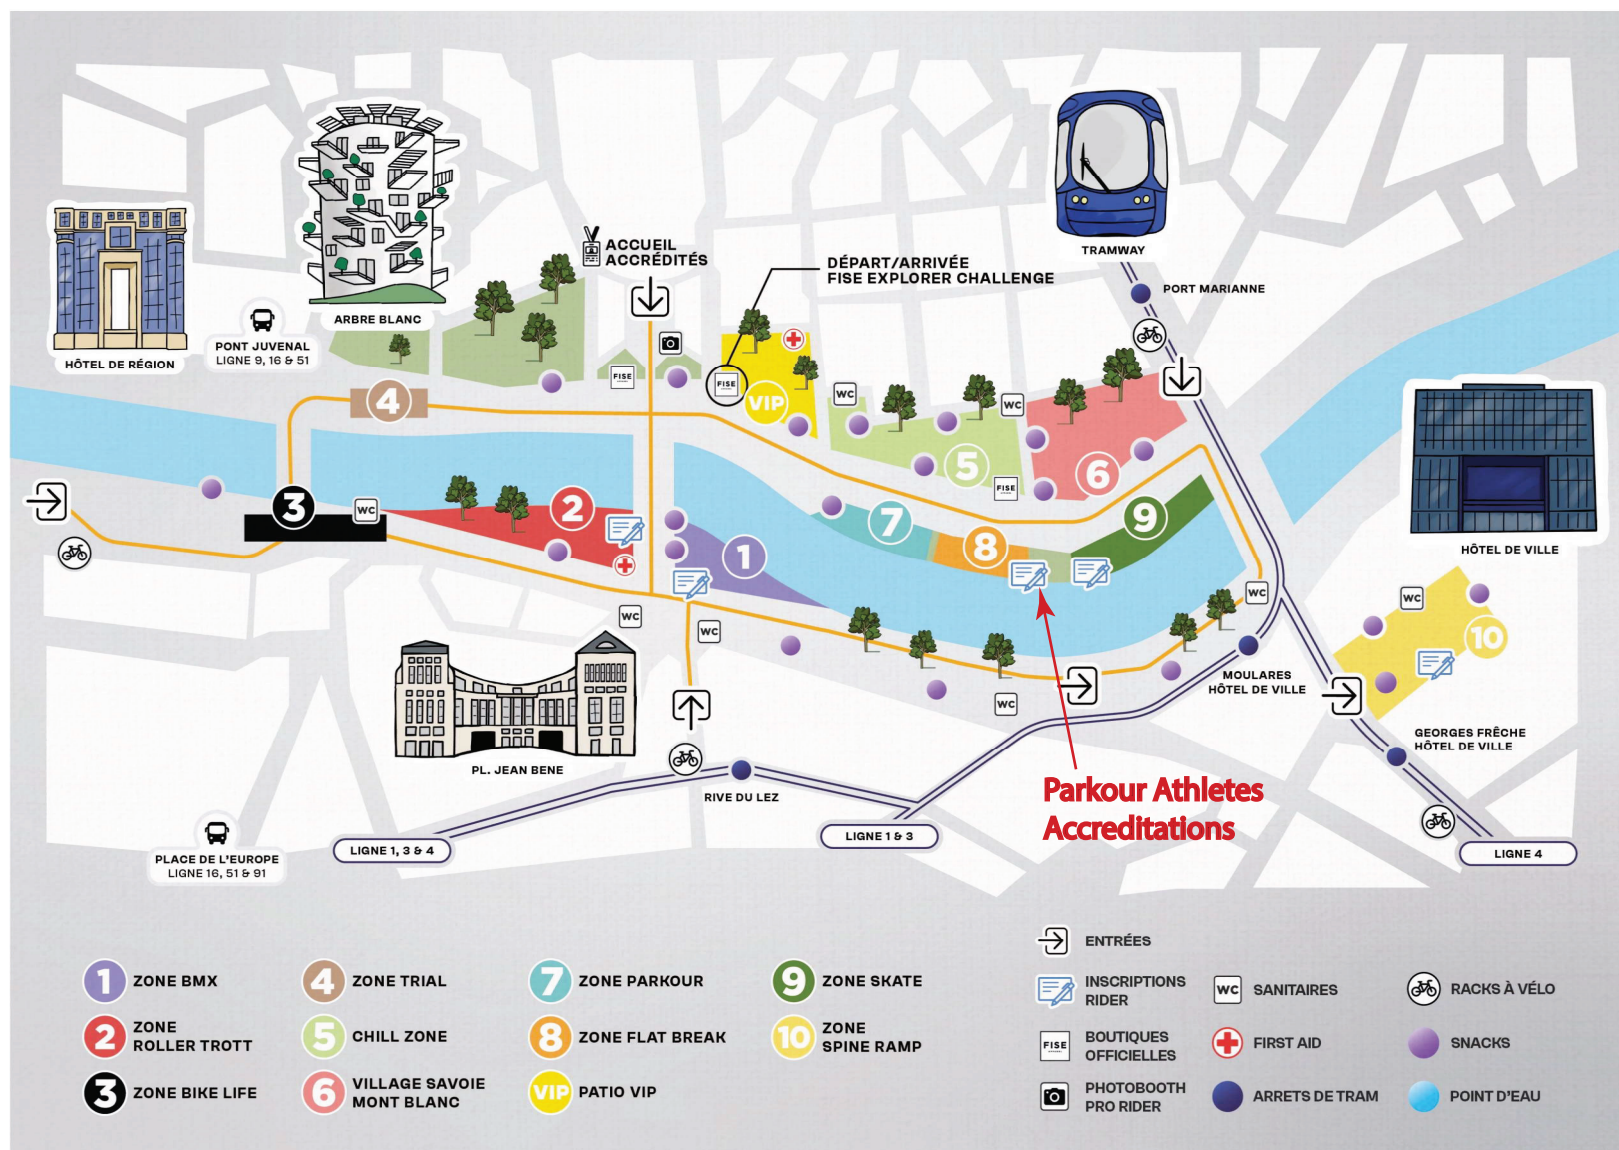 HÔTEL DE RÉGION
PONT JUVENAL
LIGNE 9, 16 & 51
ARBRE BLANC
ACCUEIL
ACCRÉDITÉS
DÉPART/ARRIVÉE
FISE EXPLORER CHALLENGE
TRAMWAY
PORT MARIANNE
FISE
FISE
VIP
WC
WC
4
5
6
FISE
3
WC
2
7
8
9
1
HÔTEL DE VILLE
WC
WC
WC
WC
10
WC
MOULARES
HÔTEL DE VILLE
GEORGES FRÊCHE
HÔTEL DE VILLE
PL. JEAN BENE
RIVE DU LEZ
Parkour Athletes
Accreditations
LIGNE 1, 3 & 4
LIGNE 1 & 3
LIGNE 4
PLACE DE L'EUROPE
LIGNE 16, 51 & 91
1 ZONE BMX
2 ZONE
ROLLER TROTT
3 ZONE BIKE LIFE
4 ZONE TRIAL
5 CHILL ZONE
6 VILLAGE SAVOIE
MONT BLANC
7 ZONE PARKOUR
8 ZONE FLAT BREAK
VIP PATIO VIP
9 ZONE SKATE
10 ZONE
SPINE RAMP
ENTRÉES
INSCRIPTIONS
RIDER
FISE BOUTIQUES
OFFICIELLES
PHOTOBOOTH
PRO RIDER
WC SANITAIRES
FIRST AID
ARRETS DE TRAM
RACKS À VÉLO
SNACKS
POINT D'EAU